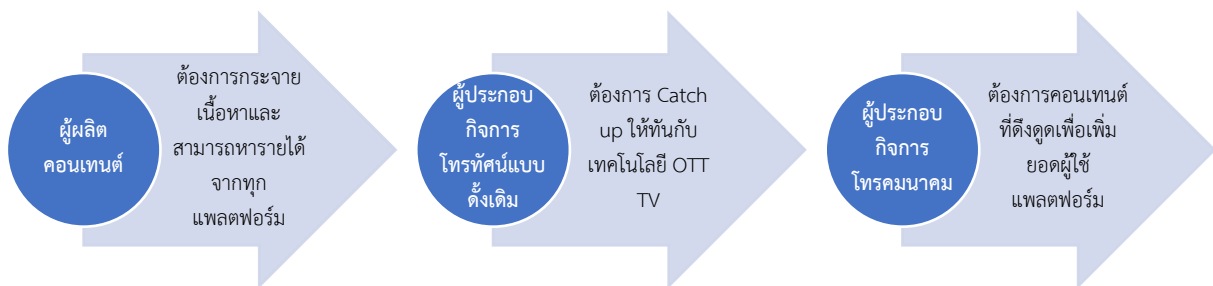 ผู้ผลิต
คอนเทนต์
ต้องการกระจาย
เนื้อหาและ
สามารถหารายได้
จากทุก
แพลตฟอร์ม
ผู้ประกอบ
กิจการ
โทรทัศน์แบบ
ดั้งเดิม
ต้องการ Catch
up ให้ทันกับ
เทคโนโลยี OTT
TV
ผู้ประกอบ
กิจการ
โทรคมนาคม
ต้องการคอนเทนต์
ที่ดึงดูดเพื่อเพิ่ม
ยอดผู้ใช้
แพลตฟอร์ม